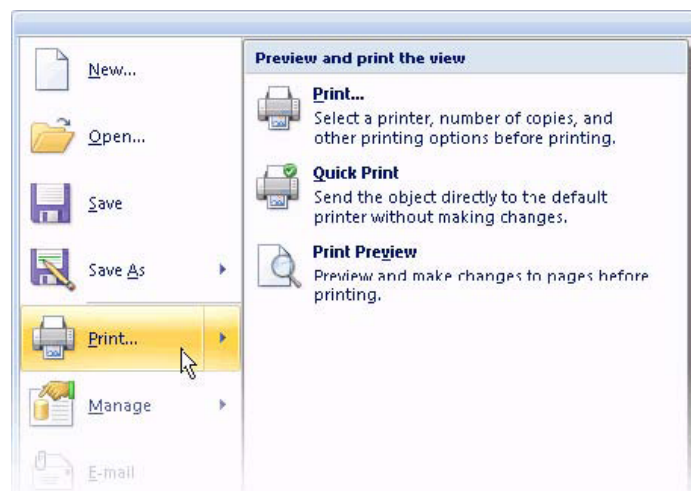 New...
Open...
Save
Save As
Print...
Manage
E-mail
Preview and print the view
Print...
Select a printer, number of copies, and
other printing options before printing.
Quick Print
Send the object directly to the default
printer without making changes.
Print Preview
Preview and make changes to pages before
printing.